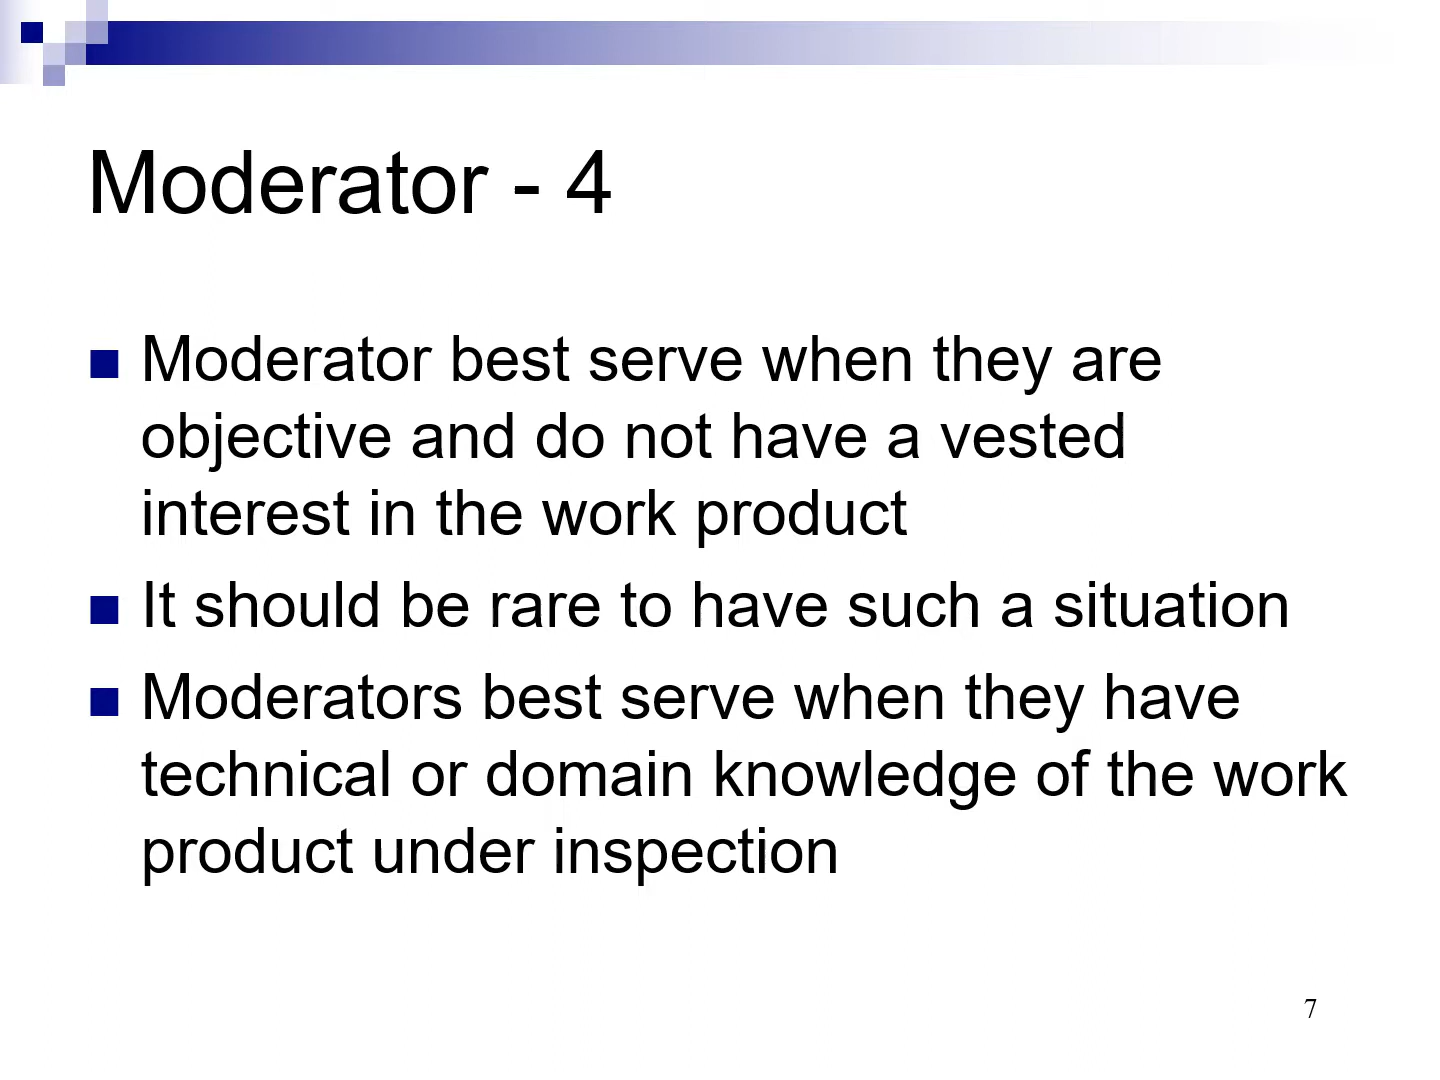 Moderator - 4
Moderator best serve when they are
objective and do not have a vested
interest in the work product
It should be rare to have such a situation
Moderators best serve when they have
technical or domain knowledge of the work
product under inspection
7